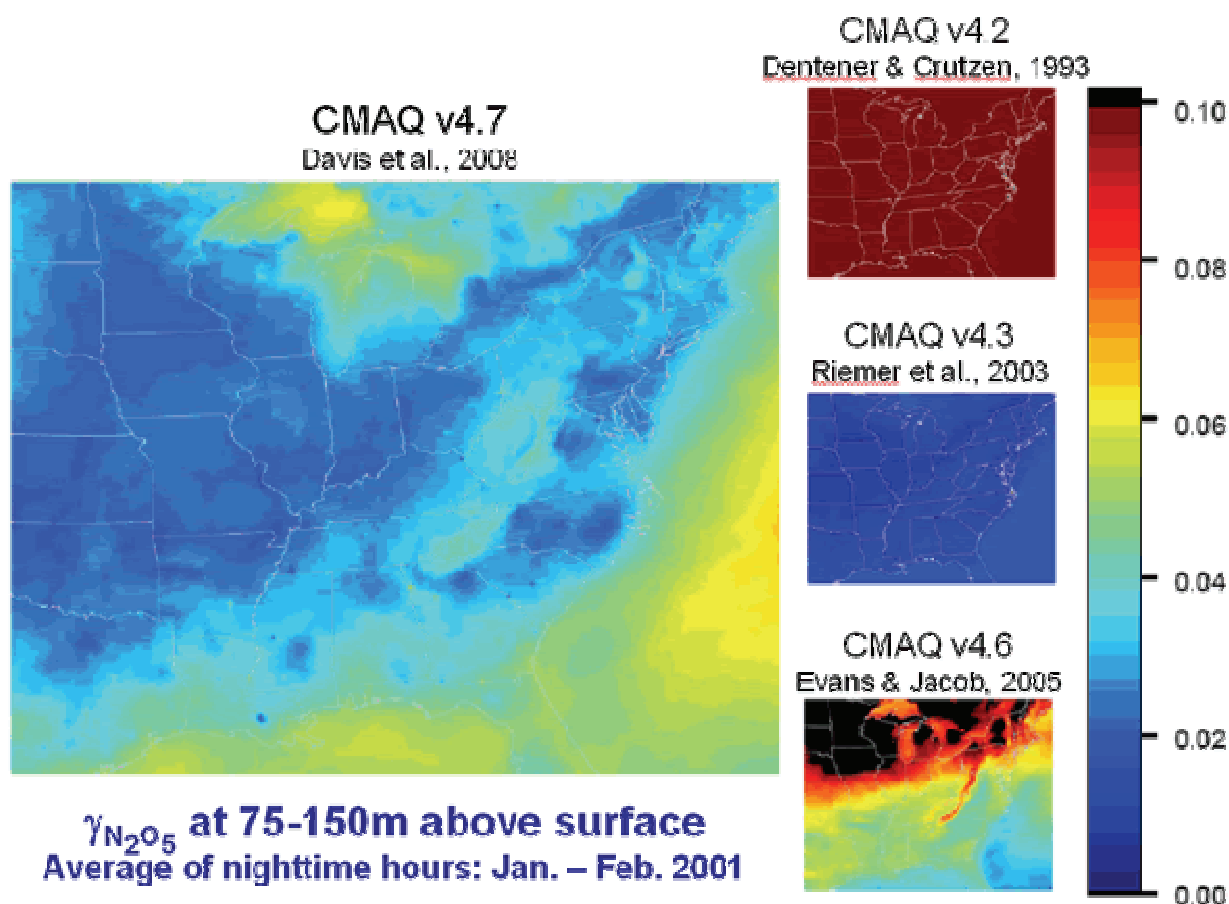 CMAQ v4.7
Davis et al., 2008
γN₂O₅ at 75-150m above surface
Average of nighttime hours: Jan. – Feb. 2001
CMAQ v4.2
Dentener & Crutzen, 1993
CMAQ v4.3
Riemer et al., 2003
CMAQ v4.6
Evans & Jacob, 2005
0.10
0.08
0.06
0.04
0.02
0.00